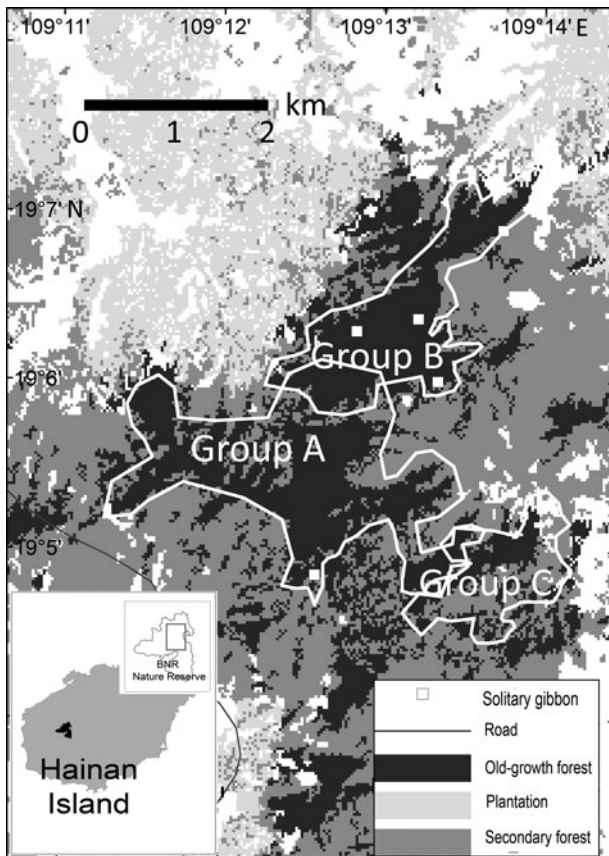 109°11' 109°12' 109°13' 109°14' E
km
0 1 2
19°7' N
19°6'
Group B
Group A
19°5'
Group C
BNR
Nature Reserve
Hainan
Island
Solitary gibbon
Road
Old-growth forest
Plantation
Secondary forest